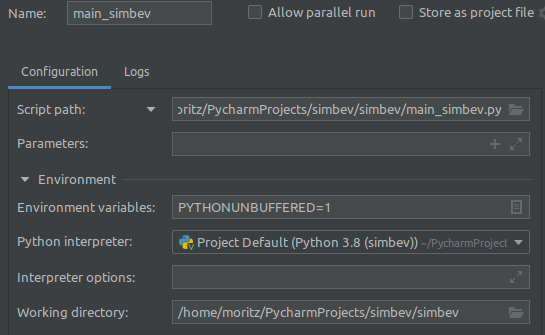 Name: main_simbev Allow parallel run Store as project file
Configuration Logs
Script path: oritz/PycharmProjects/simbev/simbev/main_simbev.py
Parameters:
Environment
Environment variables: PYTHONUNBUFFERED=1
Python interpreter: Project Default (Python 3.8 (simbev)) ~/PycharmProject
Interpreter options:
Working directory: /home/moritz/PycharmProjects/simbev/simbev